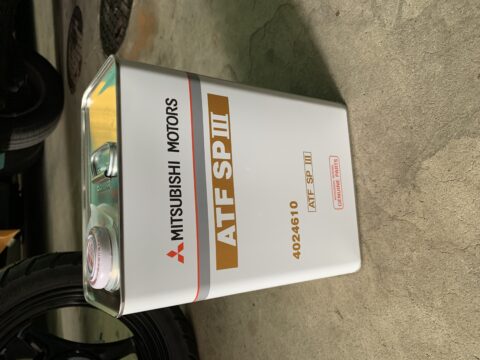 MITSUBISHI MOTORS
ATF SP III
4024610
ATF SP III
GENUINE PARTS